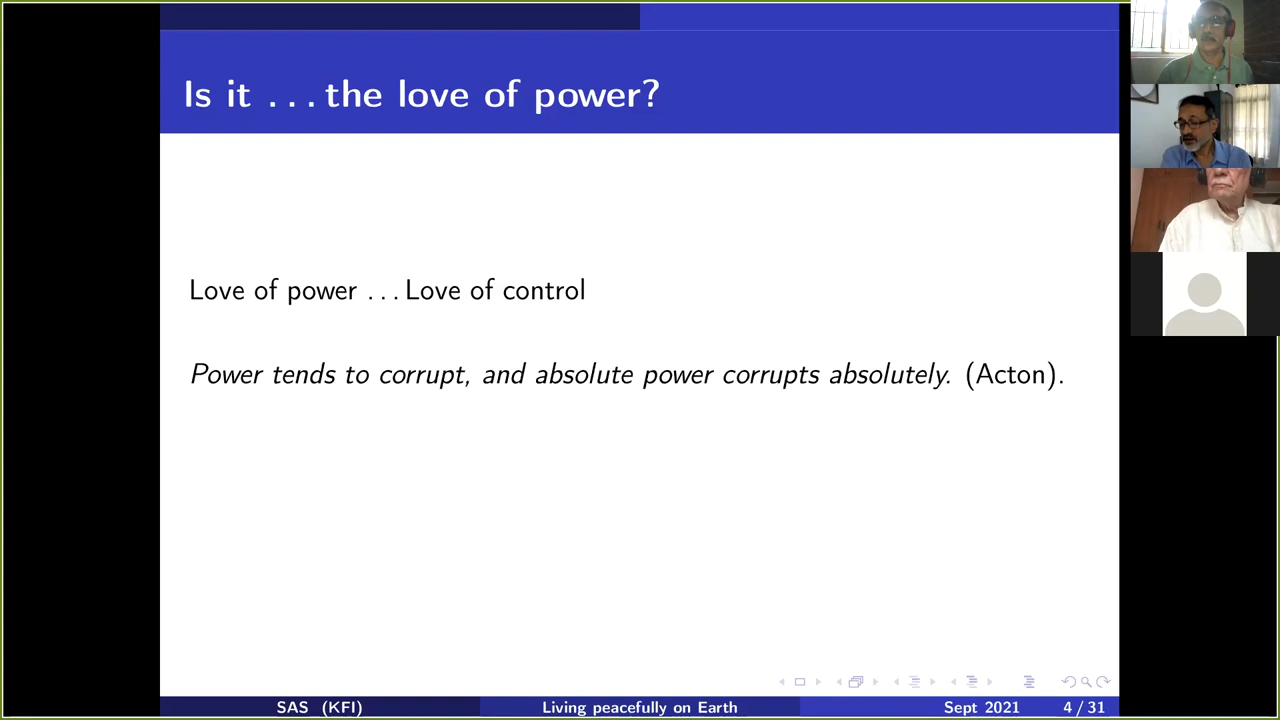 Is it ... the love of power?
Love of power ... Love of control
Power tends to corrupt, and absolute power corrupts absolutely. (Acton).
SAS (KFI) Living peacefully on Earth Sept 2021 4 / 31